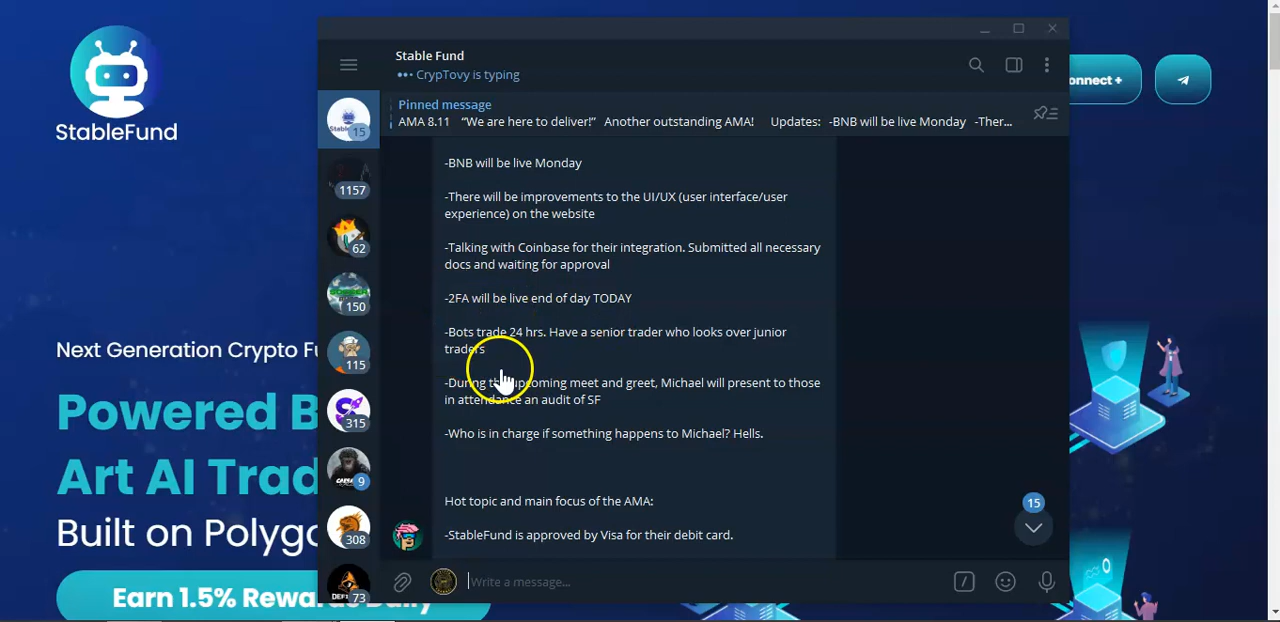 StableFund
onnect +
Next Generation Crypto Fu
Powered B
Art AI Trad
Built on Polygo
Earn 1.5% Rewards Daily
Stable Fund
CrypTovy is typing
Pinned message
AMA 8.11 “We are here to deliver!” Another outstanding AMA! Updates: -BNB will be live Monday -Ther...
15
1157
62
150
115
315
9
308
73
-BNB will be live Monday
-There will be improvements to the UI/UX (user interface/user
experience) on the website
-Talking with Coinbase for their integration. Submitted all necessary
docs and waiting for approval
-2FA will be live end of day TODAY
-Bots trade 24 hrs. Have a senior trader who looks over junior
traders
-During the upcoming meet and greet, Michael will present to those
in attendance an audit of SF
-Who is in charge if something happens to Michael? Hells.
Hot topic and main focus of the AMA:
-StableFund is approved by Visa for their debit card.
15
Write a message...